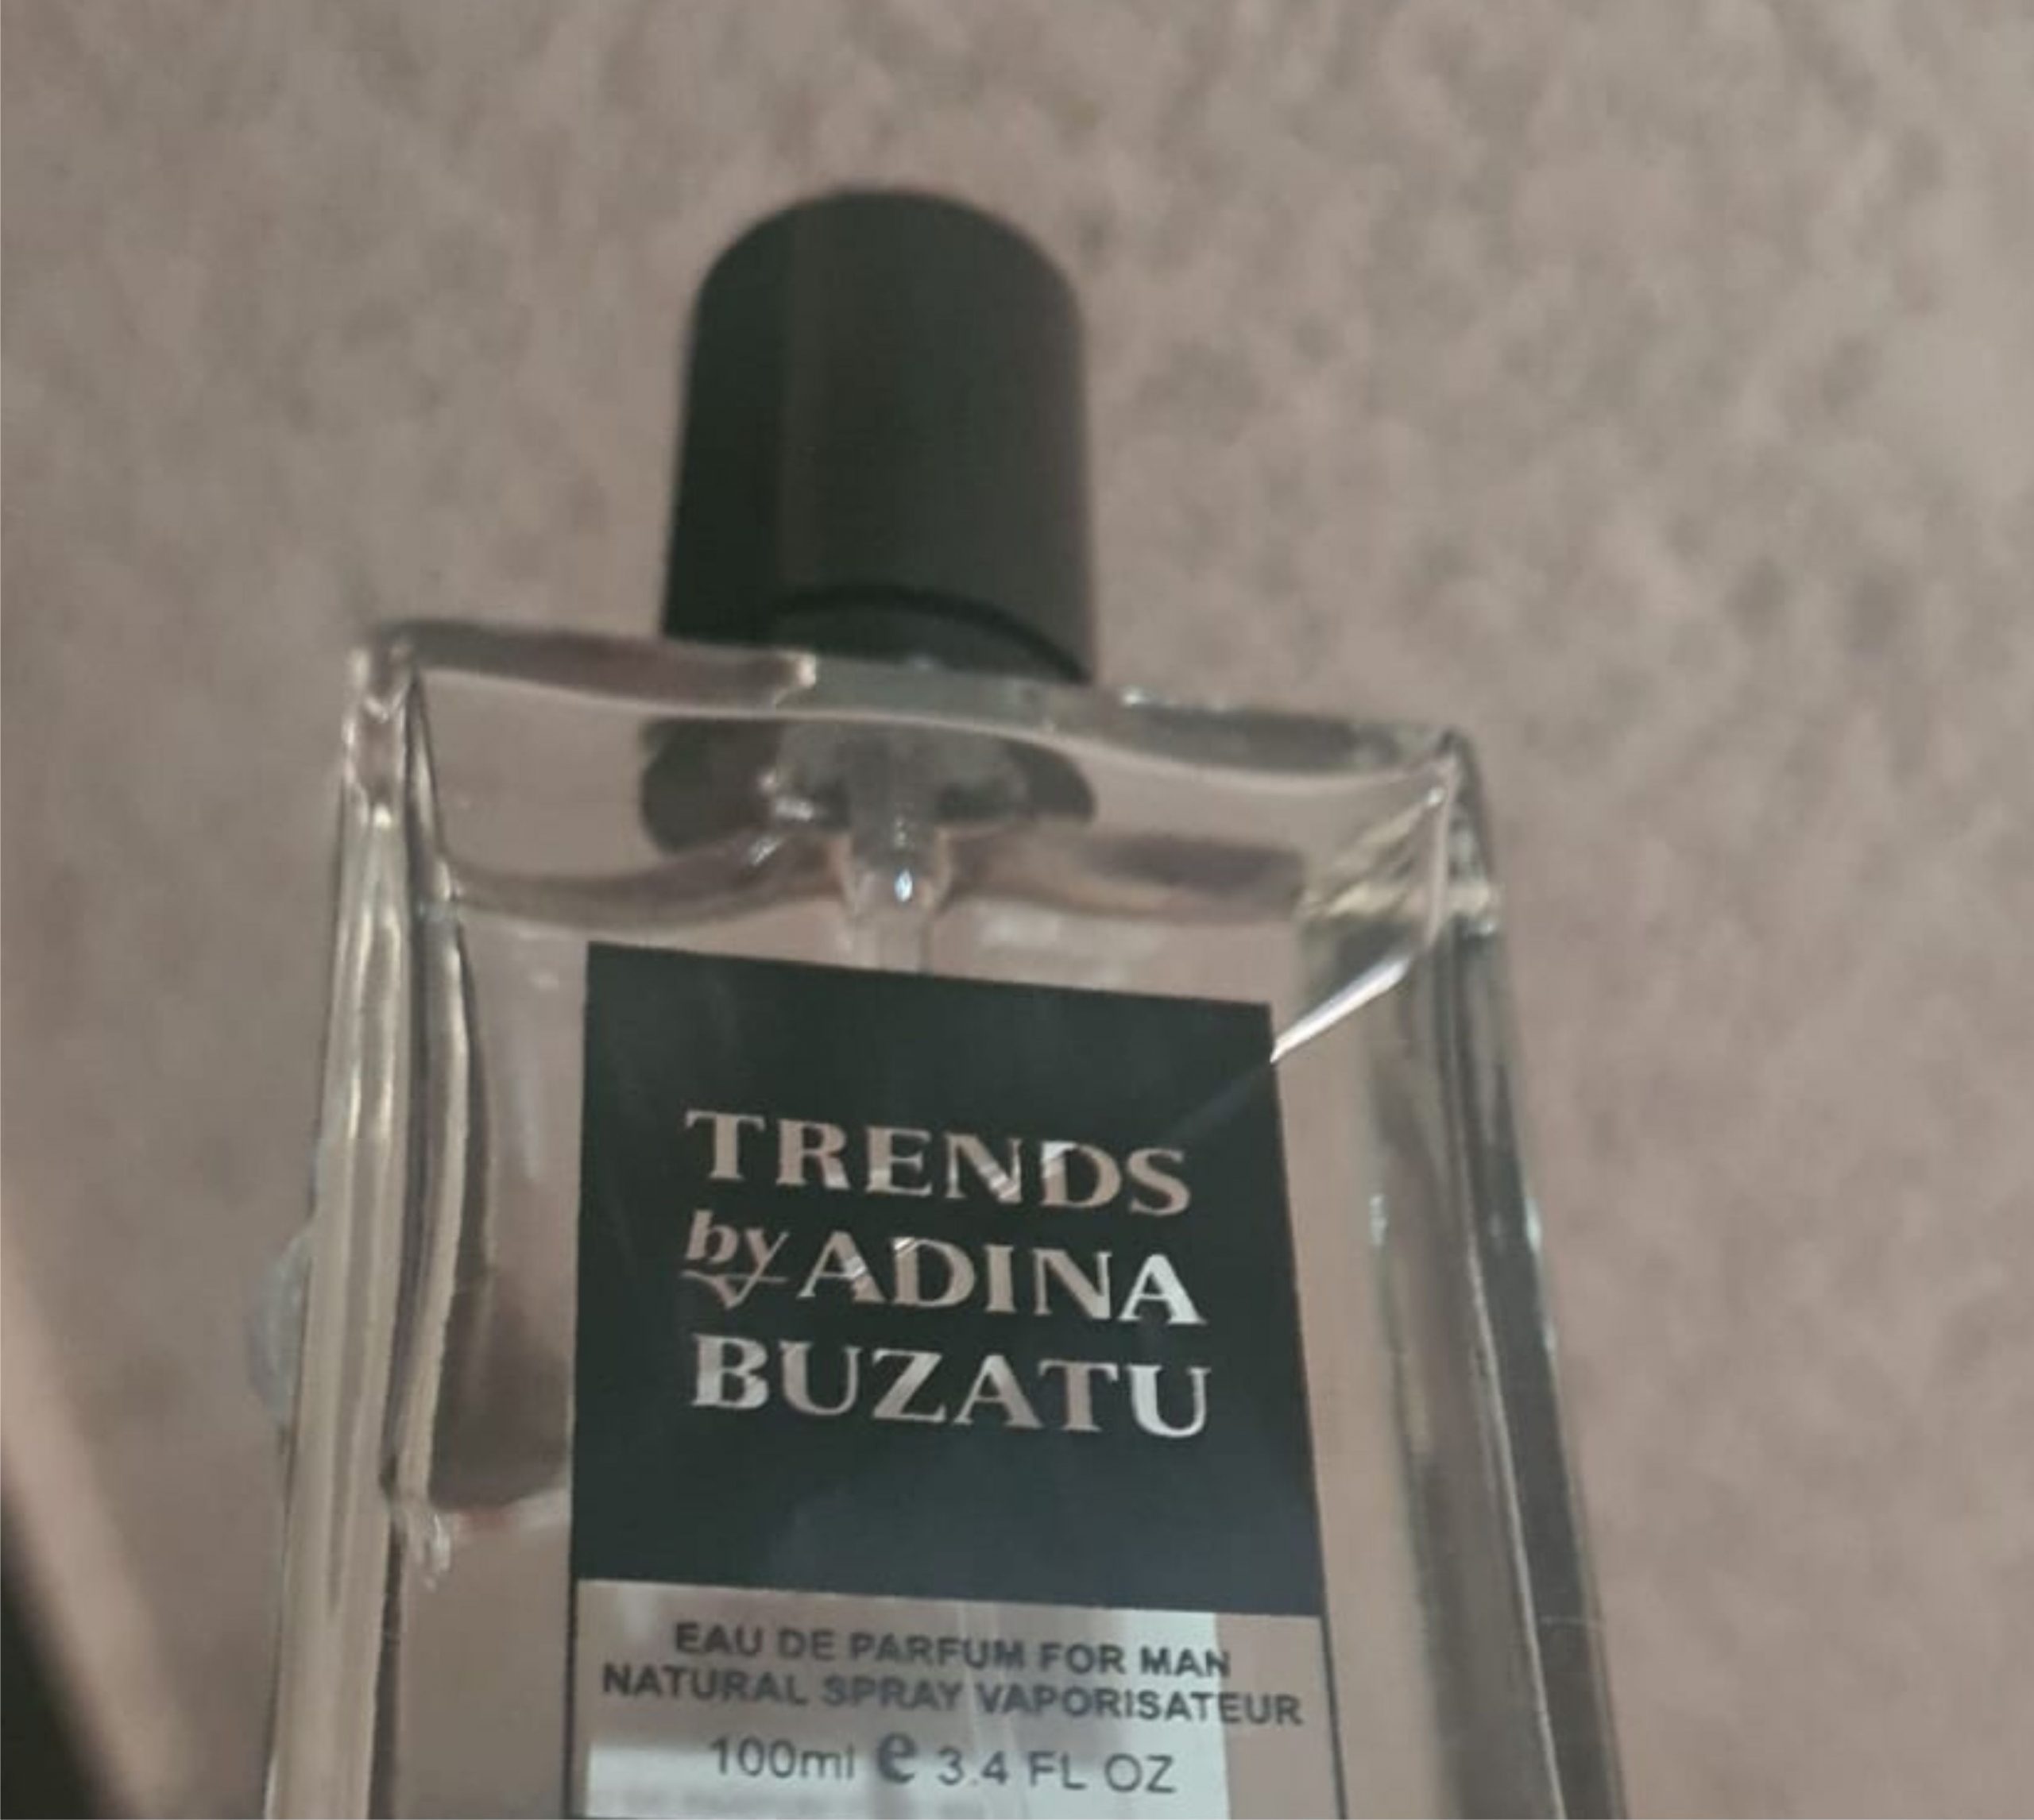 TRENDS
by ADINA
BUZATU
EAU DE PARFUM FOR MAN
NATURAL SPRAY VAPORISATEUR
100ml e 3.4 FL OZ